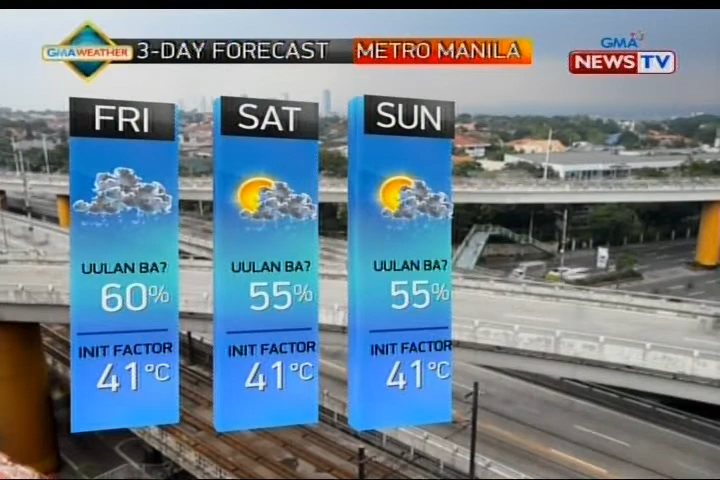 GMA WEATHER
3-DAY FORECAST
METRO MANILA
GMA
NEWS TV
FRI
UULAN BA?
60%
INIT FACTOR
41°C
SAT
UULAN BA?
55%
INIT FACTOR
41°C
SUN
UULAN BA?
55%
INIT FACTOR
41°C